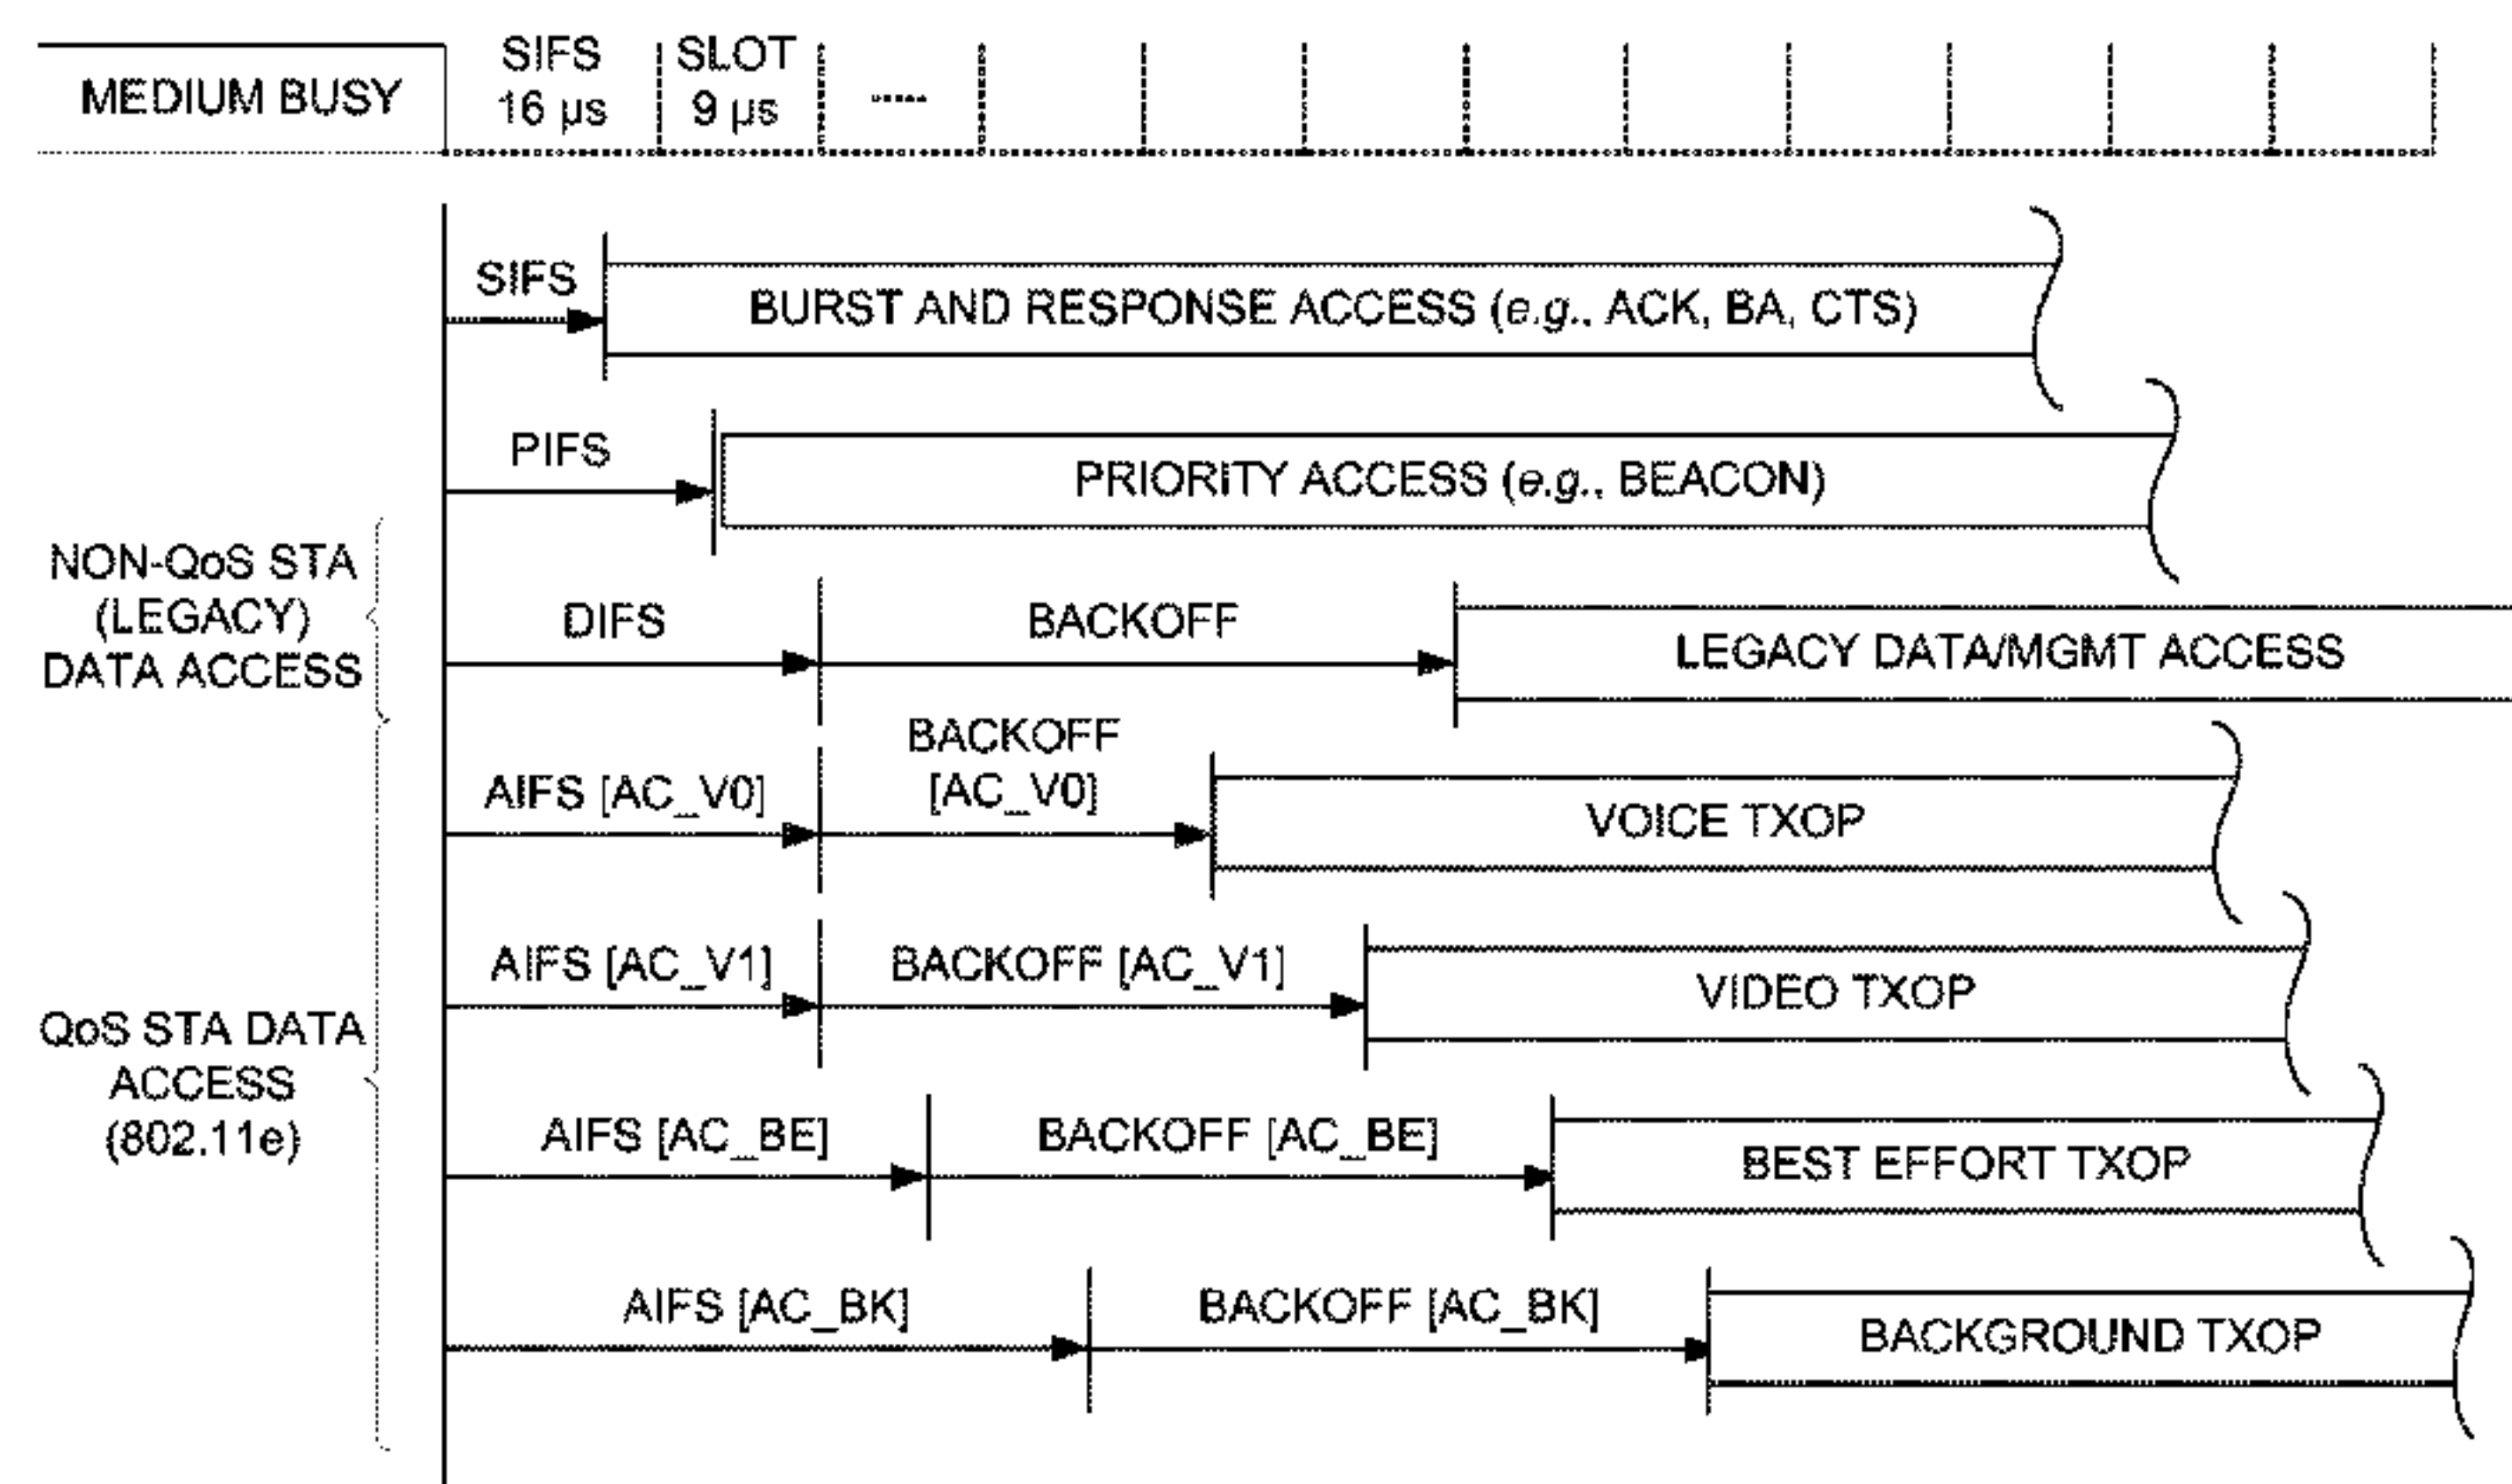 MEDIUM BUSY
SIFS
16 µs
SLOT
9 µs
SIFS
BURST AND RESPONSE ACCESS (e.g., ACK, BA, CTS)
PIFS
PRIORITY ACCESS (e.g., BEACON)
NON-QoS STA
(LEGACY)
DATA ACCESS
DIFS
BACKOFF
LEGACY DATA/MGMT ACCESS
AIFS [AC_V0]
BACKOFF
[AC_V0]
VOICE TXOP
AIFS [AC_V1]
BACKOFF [AC_V1]
VIDEO TXOP
QoS STA DATA
ACCESS
(802.11e)
AIFS [AC_BE]
BACKOFF [AC_BE]
BEST EFFORT TXOP
AIFS [AC_BK]
BACKOFF [AC_BK]
BACKGROUND TXOP